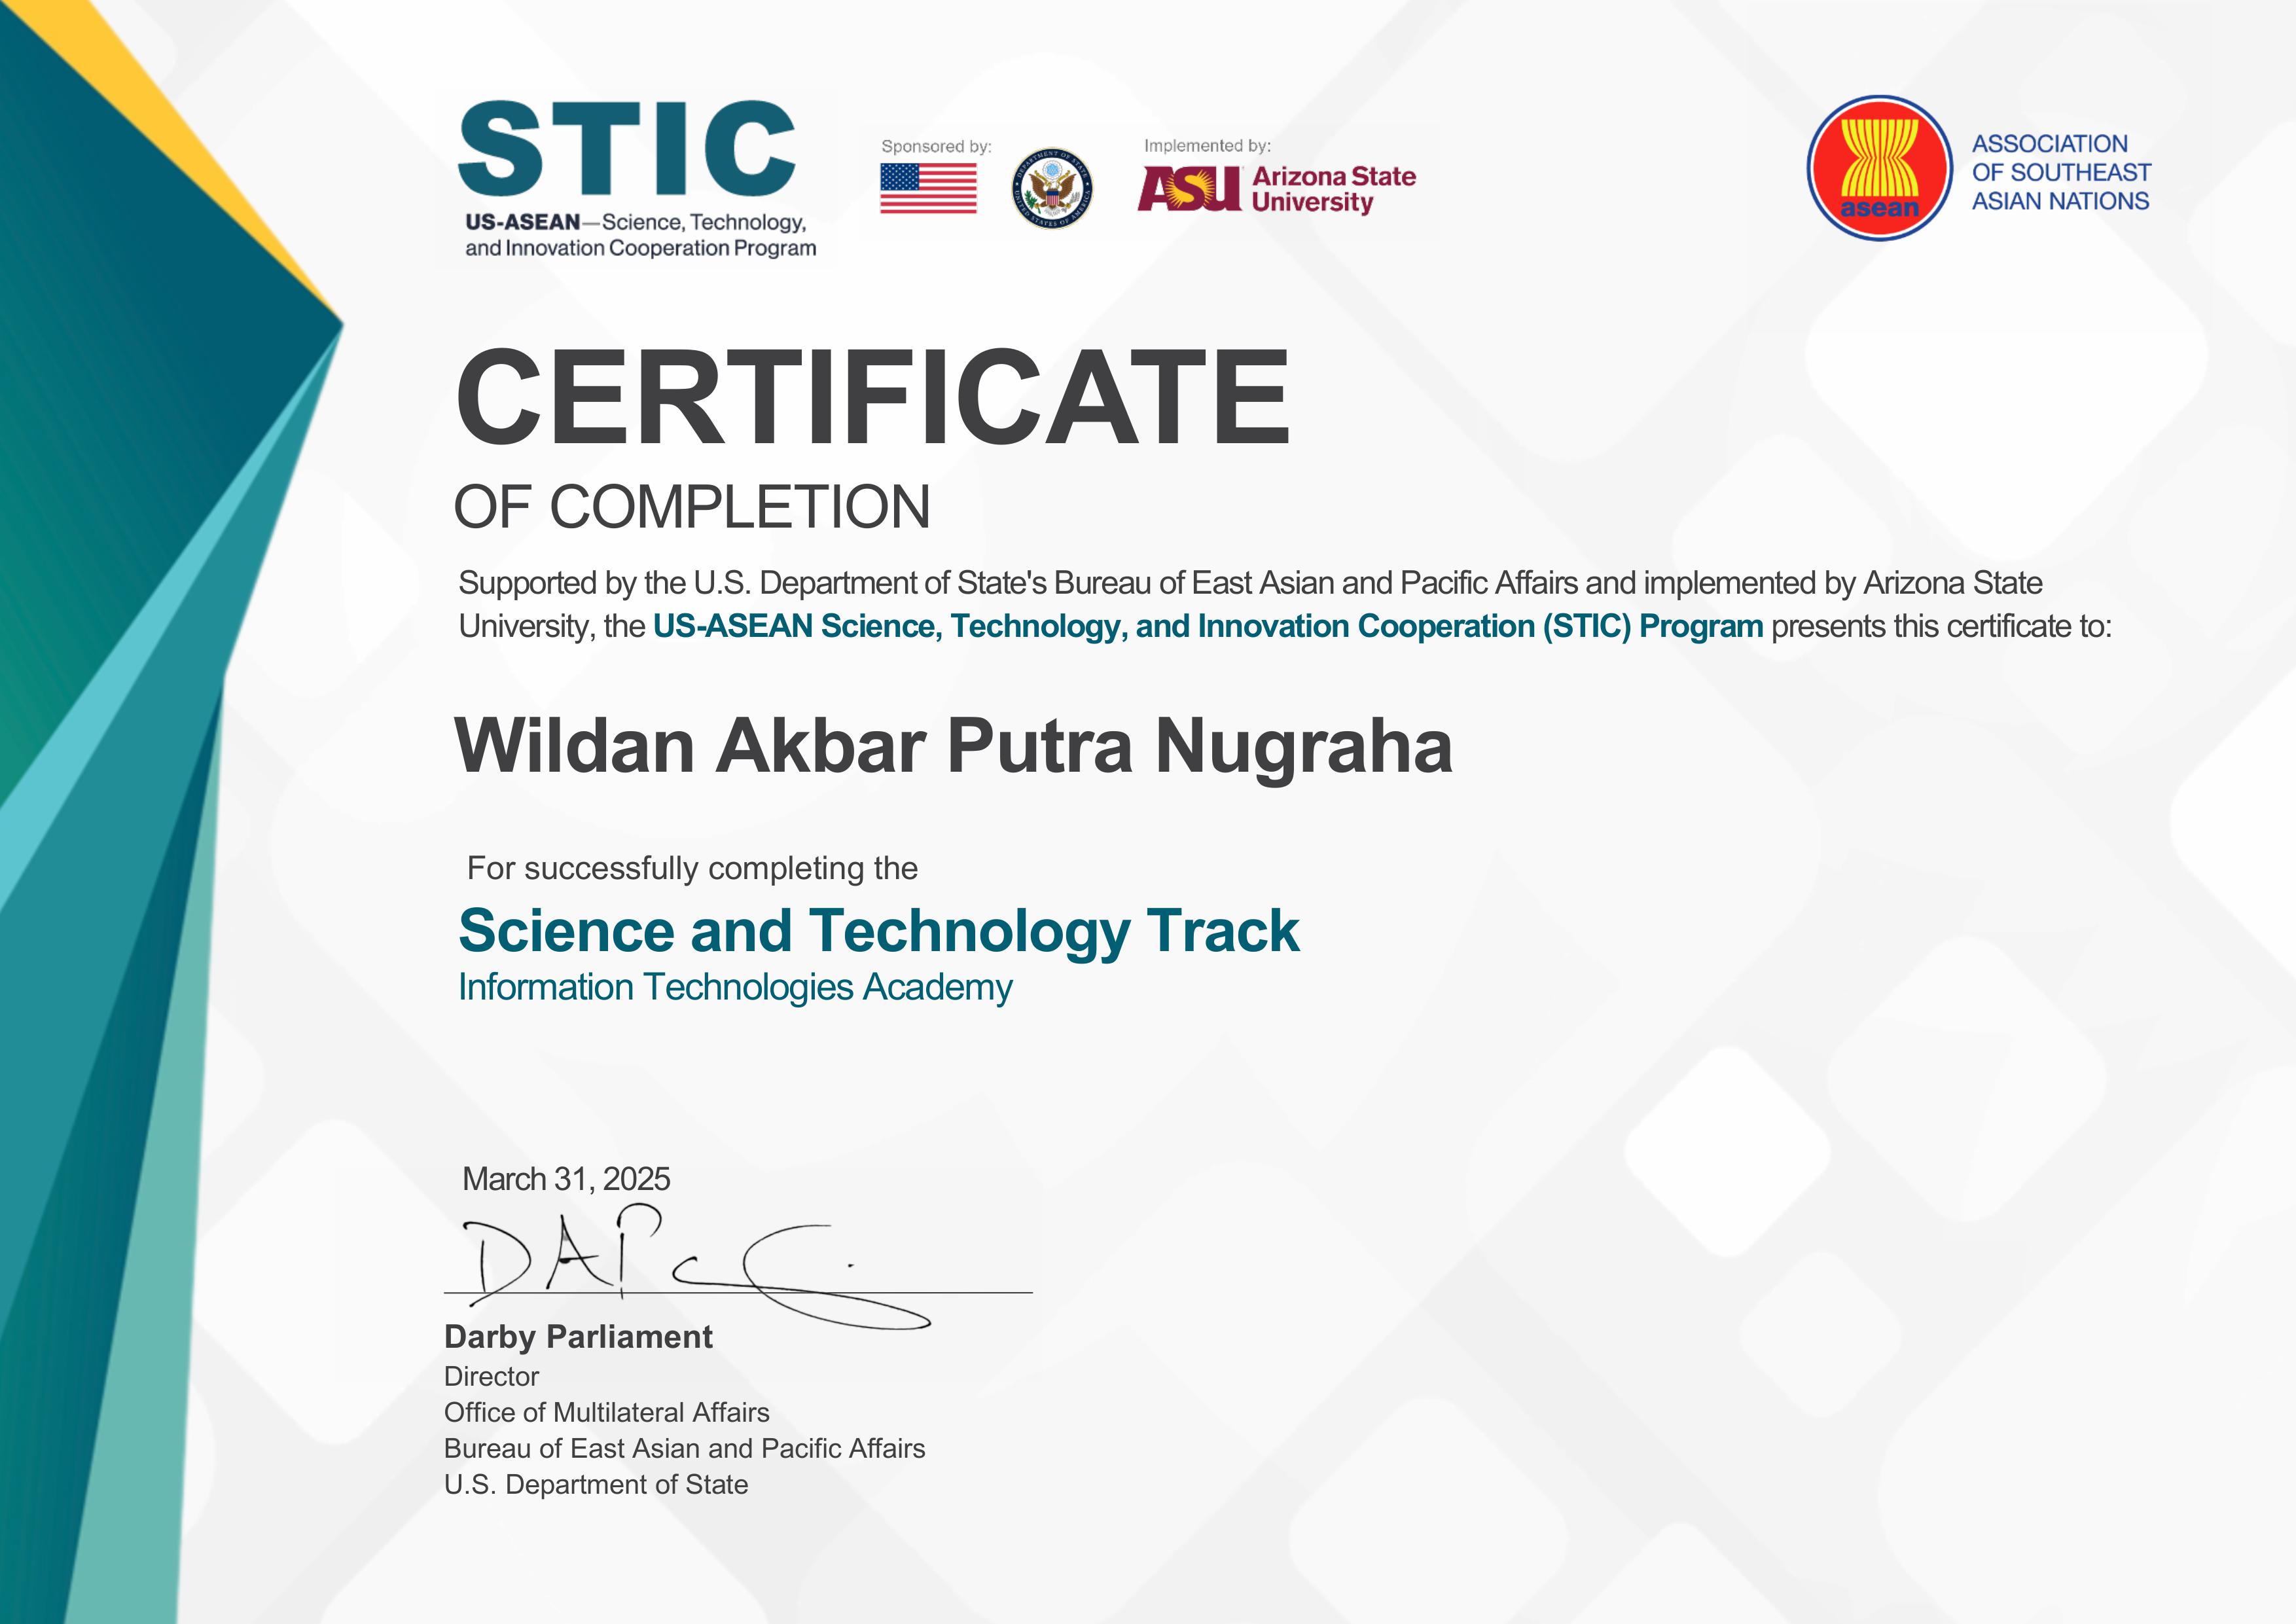 STIC
US-ASEAN—Science, Technology,
and Innovation Cooperation Program
Sponsored by:
DEPARTMENT OF STATE
UNITED STATES OF AMERICA
Implemented by:
ASU Arizona State
University
asean
ASSOCIATION
OF SOUTHEAST
ASIAN NATIONS
CERTIFICATE
OF COMPLETION
Supported by the U.S. Department of State's Bureau of East Asian and Pacific Affairs and implemented by Arizona State
University, the US-ASEAN Science, Technology, and Innovation Cooperation (STIC) Program presents this certificate to:
Wildan Akbar Putra Nugraha
For successfully completing the
Science and Technology Track
Information Technologies Academy
March 31, 2025
Darby Parliament
Director
Office of Multilateral Affairs
Bureau of East Asian and Pacific Affairs
U.S. Department of State